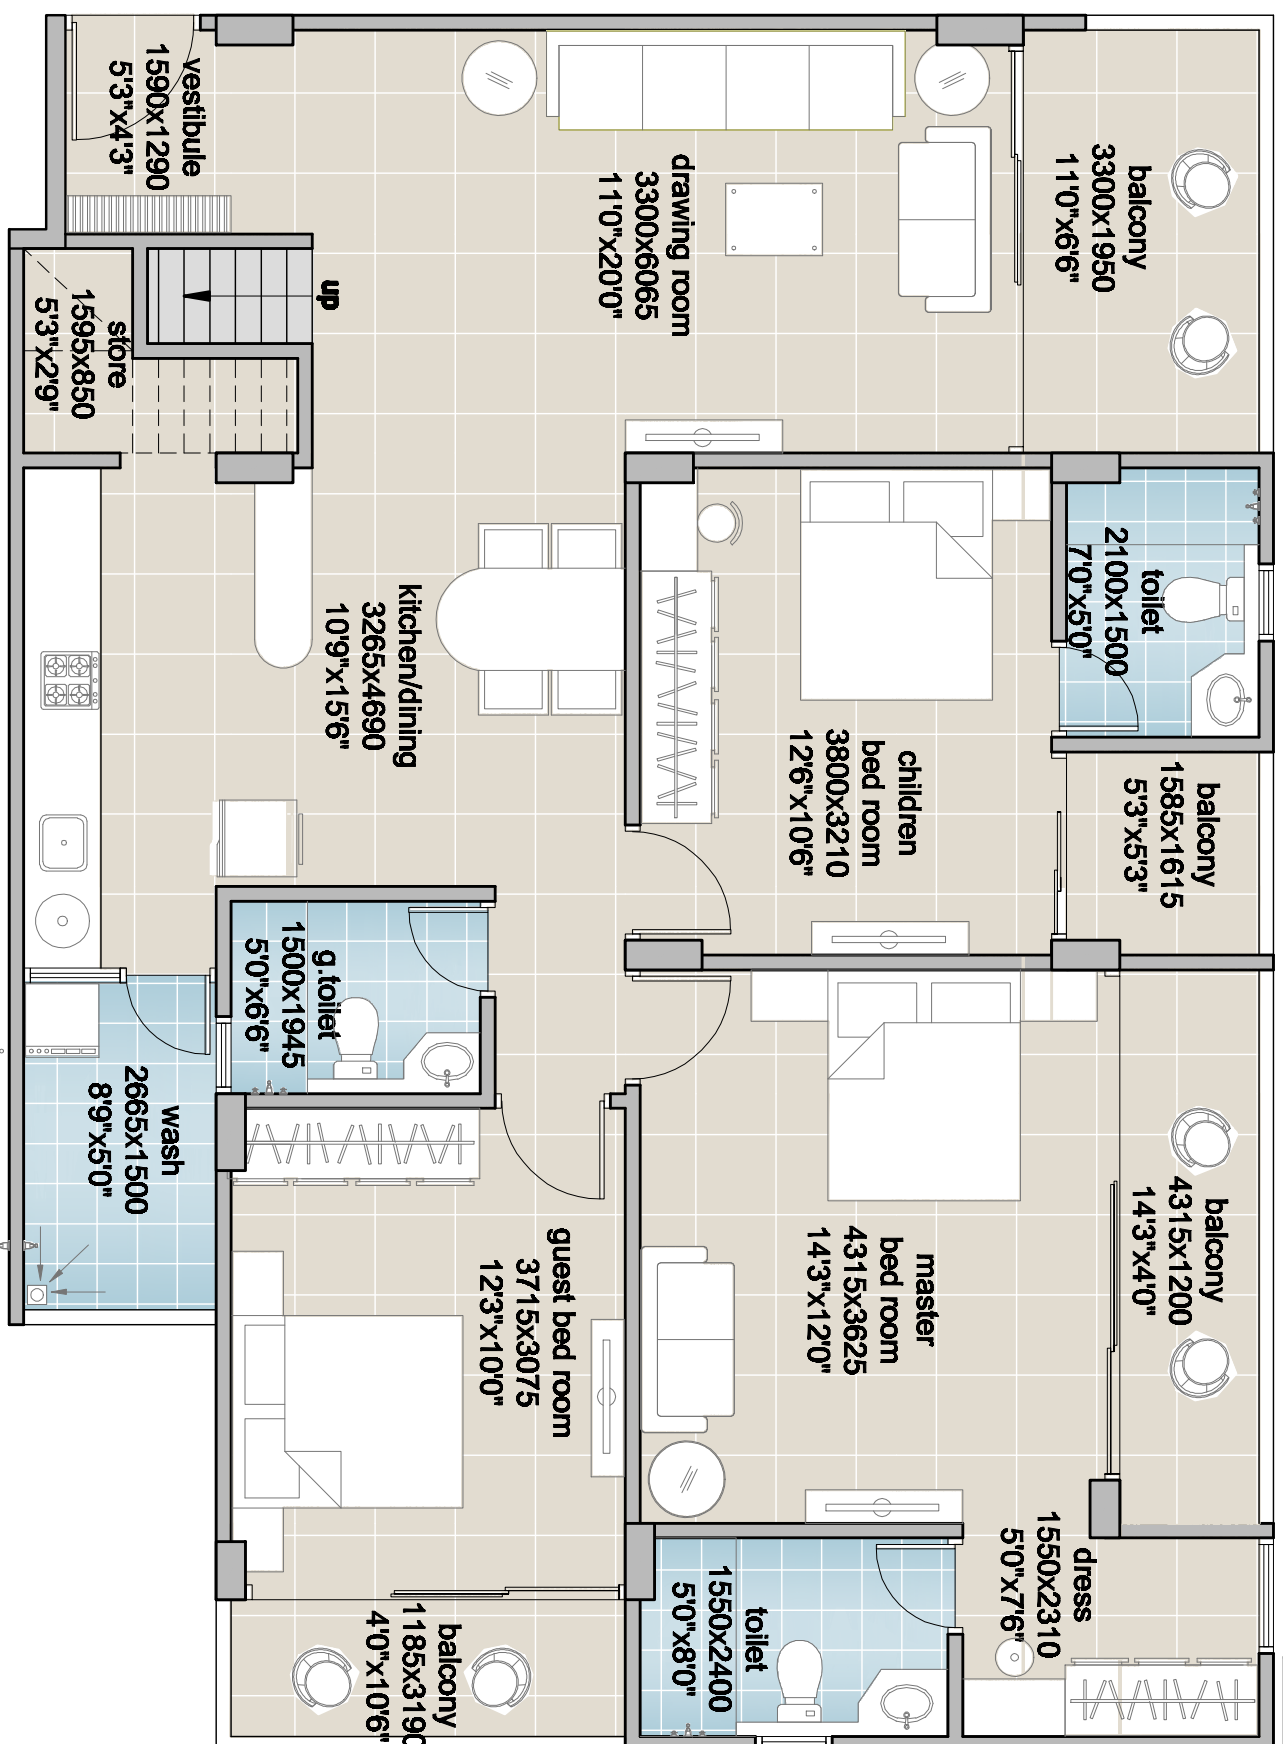 vestibule
1590x1290
5'3"x4'3"
drawing room
3300x6065
11'0"x20'0"
balcony
3300x1950
11'0"x6'6"
up
store
1595x850
5'3"x2'9"
kitchen/dining
3265x4690
10'9"x15'6"
toilet
2100x1500
7'0"x5'0"
children
bed room
3800x3210
12'6"x10'6"
balcony
1585x1615
5'3"x5'3"
g.toilet
1500x1945
5'0"x6'6"
wash
2665x1500
8'9"x5'0"
guest bed room
3715x3075
12'3"x10'0"
master
bed room
4315x3625
14'3"x12'0"
balcony
4315x1200
14'3"x4'0"
dress
1550x2310
5'0"x7'6"
toilet
1550x2400
5'0"x8'0"
balcony
1185x3190
4'0"x10'6"